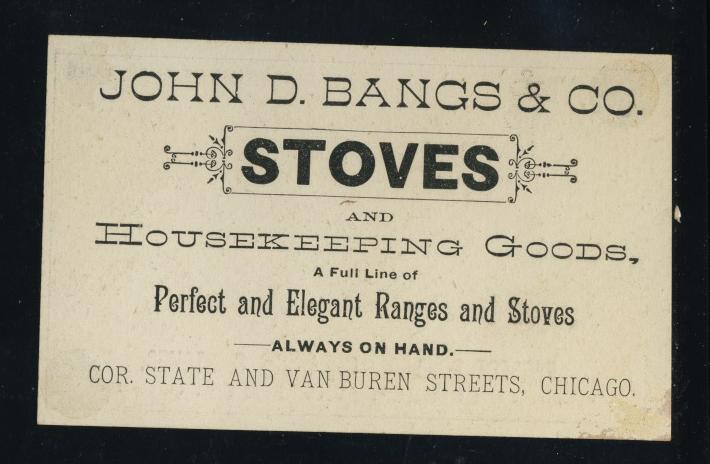 JOHN D. BANGS & CO.
STOVES
AND
HOUSEKEEPING GOODS,
A Full Line of
Perfect and Elegant Ranges and Stoves
ALWAYS ON HAND.
COR. STATE AND VAN BUREN STREETS, CHICAGO.